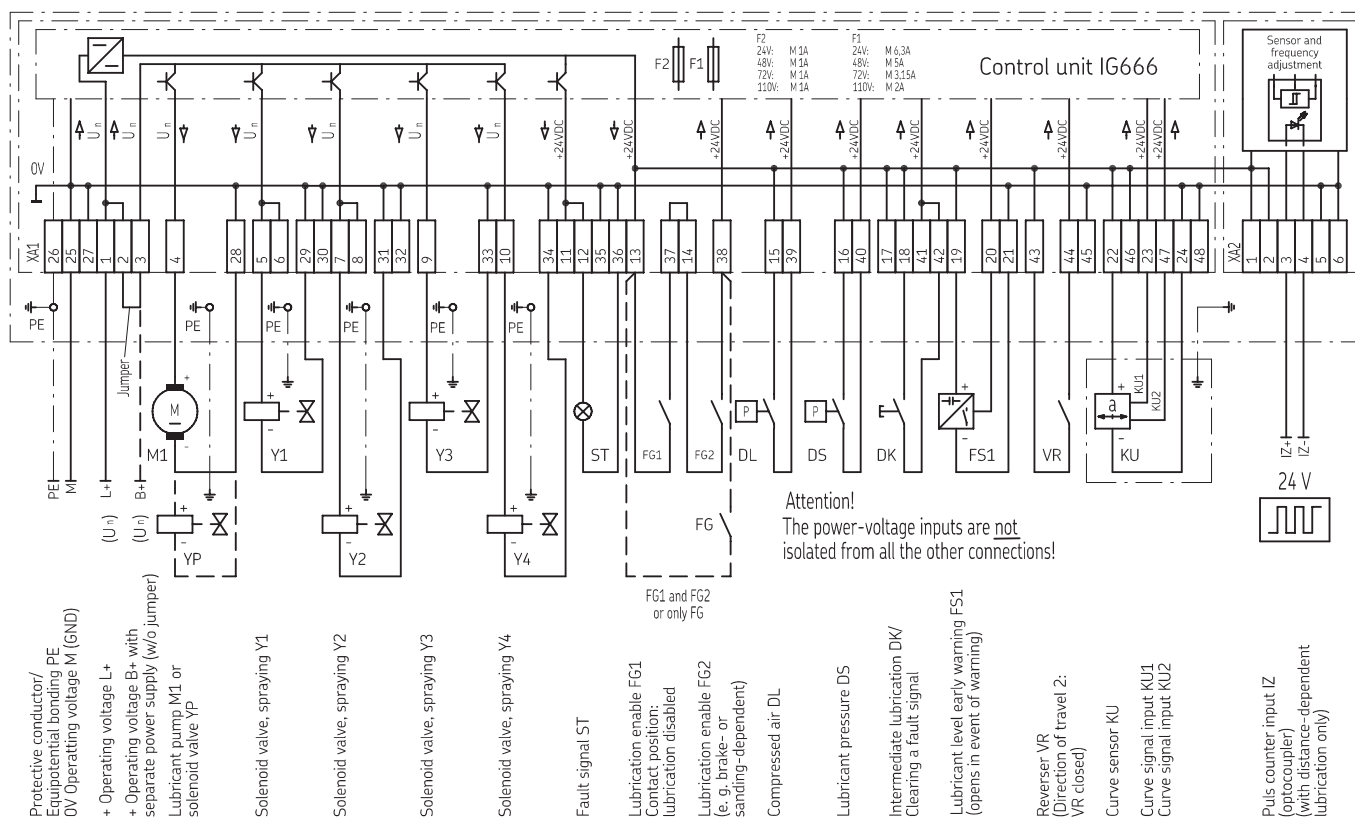 F2
24V: M 1A
48V: M 1A
72V: M 1A
110V: M 1A
F1
24V: M 6,3A
48V: M 5A
72V: M 3,15A
110V: M 2A
F2
F1
Control unit IG666
Sensor and
frequency
adjustment
Un
Un
Un
Un
Un
Un
Un
+24VDC
+24VDC
+24VDC
+24VDC
+24VDC
+24VDC
+24VDC
+24VDC
+24VDC
+24VDC
0V
XA1
26
25
27
1
2
3
4
28
5
6
29
30
7
8
31
32
9
33
10
34
11
12
35
36
13
37
14
38
15
39
16
40
17
18
41
42
19
20
21
43
44
45
22
46
23
47
24
48
XA2
1
2
3
4
5
6
PE
PE
PE
PE
PE
Jumper
M
+
-
M1
+
-
Y1
+
-
Y3
ST
FG1
FG2
P
DL
P
DS
DK
+
-
FS1
VR
+
a
-
KU1
KU2
KU
IZ+
IZ-
24 V
PE
M
L+
(Un)
B+
(Un)
+
-
YP
+
-
Y2
+
-
Y4
FG
FG1 and FG2
or only FG
Attention!
The power-voltage inputs are not
isolated from all the other connections!
Protective conductor/
Equipotential bonding PE
0V Operatting voltage M (GND)
+ Operating voltage L+
+ Operating voltage B+ with
separate power supply (w/o jumper)
Lubricant pump M1 or
solenoid valve YP
Solenoid valve, spraying Y1
Solenoid valve, spraying Y2
Solenoid valve, spraying Y3
Solenoid valve, spraying Y4
Fault signal ST
Lubrication enable FG1
Contact position:
lubrication disabled
Lubrication enable FG2
(e. g. brake- or
sanding-dependent)
Compressed air DL
Lubricant pressure DS
Intermediate lubrication DK/
Clearing a fault signal
Lubricant level early warning FS1
(opens in event of warning)
Reverser VR
(Direction of travel 2:
VR closed)
Curve sensor KU
Curve signal input KU1
Curve signal input KU2
Puls counter input IZ
(optocoupler)
(with distance-dependent
lubrication only)